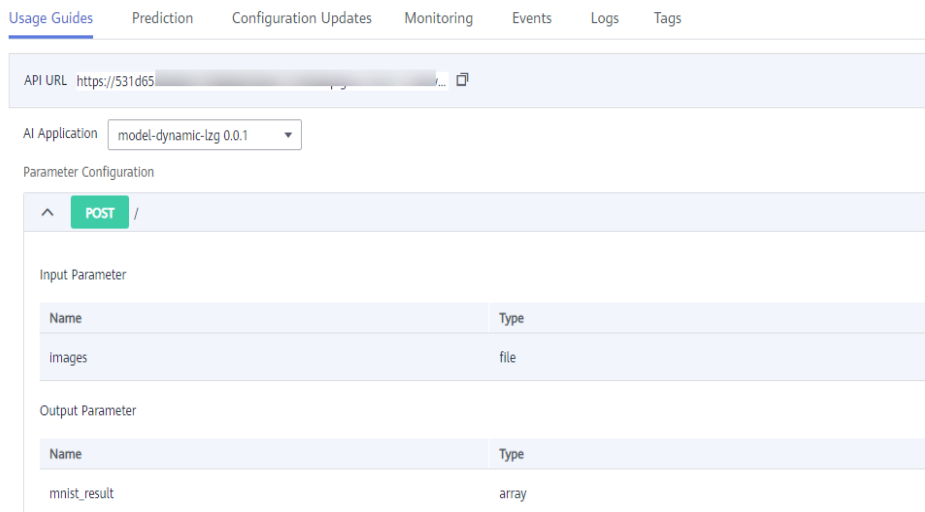 Usage Guides Prediction Configuration Updates Monitoring Events Logs Tags
API URL https://531d65 ...
AI Application model-dynamic-lzg 0.0.1
Parameter Configuration
POST /
Input Parameter
Name Type
images file
Output Parameter
Name Type
mnist_result array